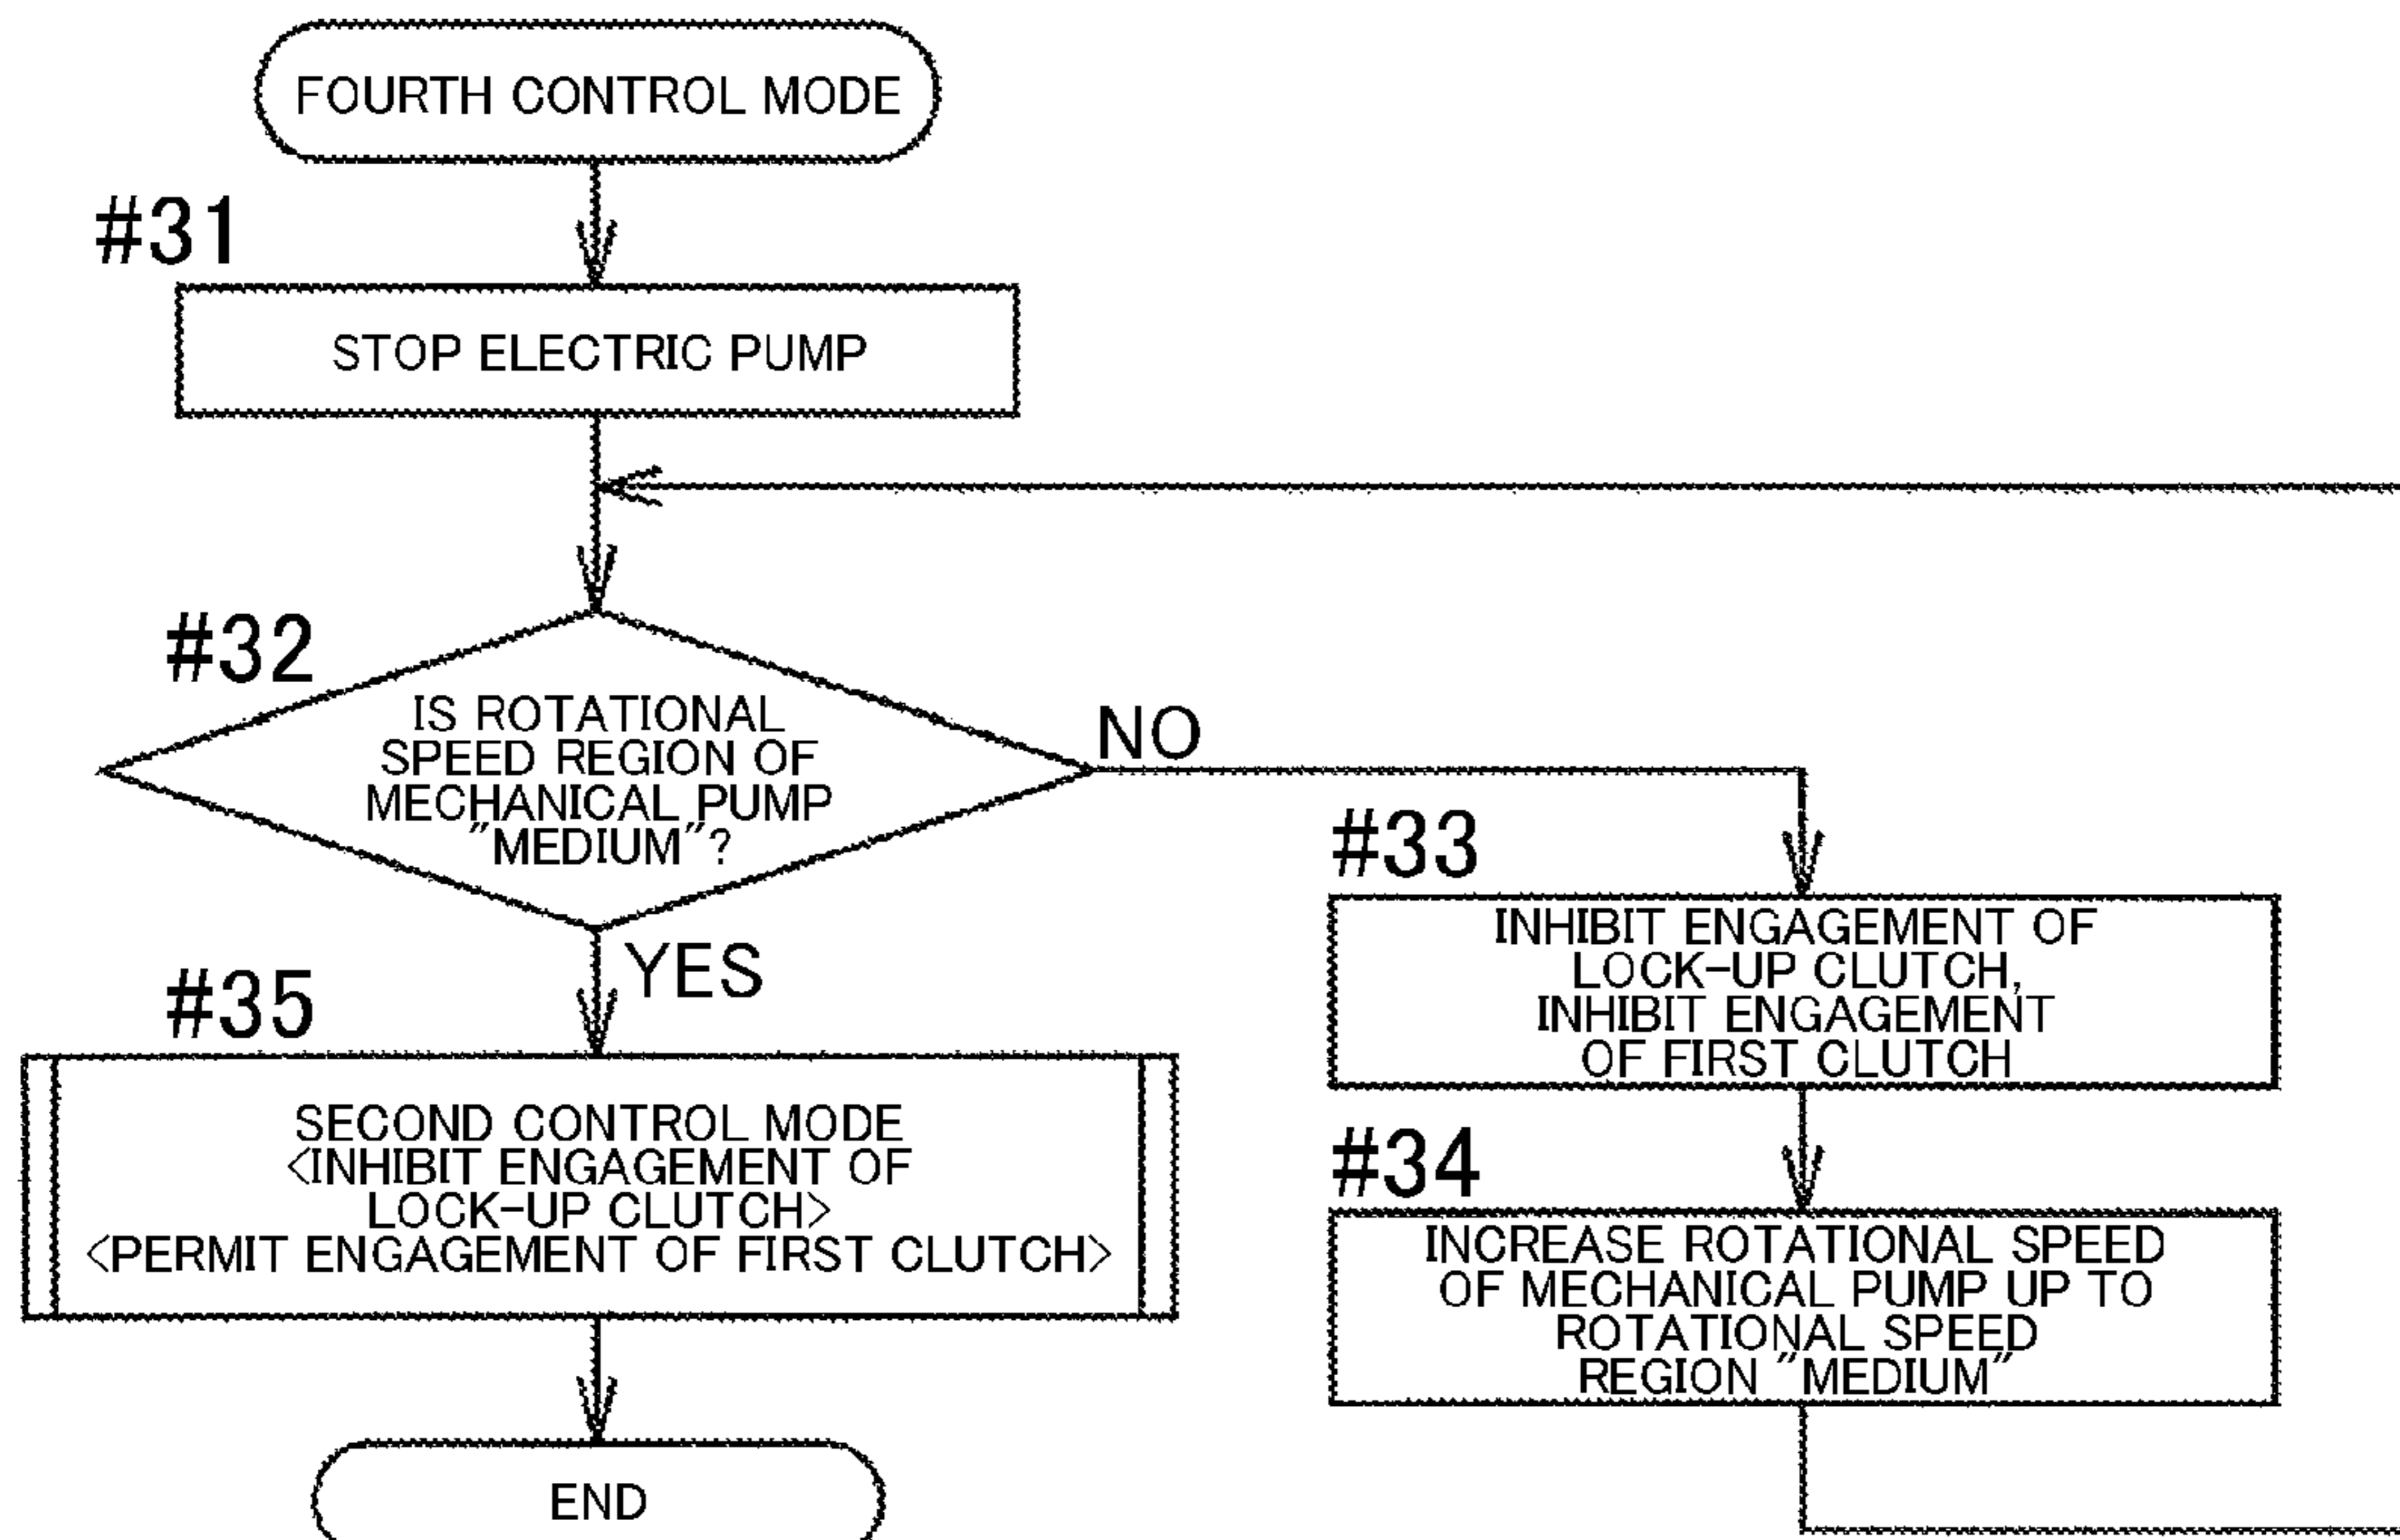 FOURTH CONTROL MODE
#31
STOP ELECTRIC PUMP
#32
IS ROTATIONAL
SPEED REGION OF
MECHANICAL PUMP
"MEDIUM"?
NO
YES
#33
INHIBIT ENGAGEMENT OF
LOCK-UP CLUTCH,
INHIBIT ENGAGEMENT
OF FIRST CLUTCH
#34
INCREASE ROTATIONAL SPEED
OF MECHANICAL PUMP UP TO
ROTATIONAL SPEED
REGION "MEDIUM"
#35
SECOND CONTROL MODE
<INHIBIT ENGAGEMENT OF
LOCK-UP CLUTCH>
<PERMIT ENGAGEMENT OF FIRST CLUTCH>
END